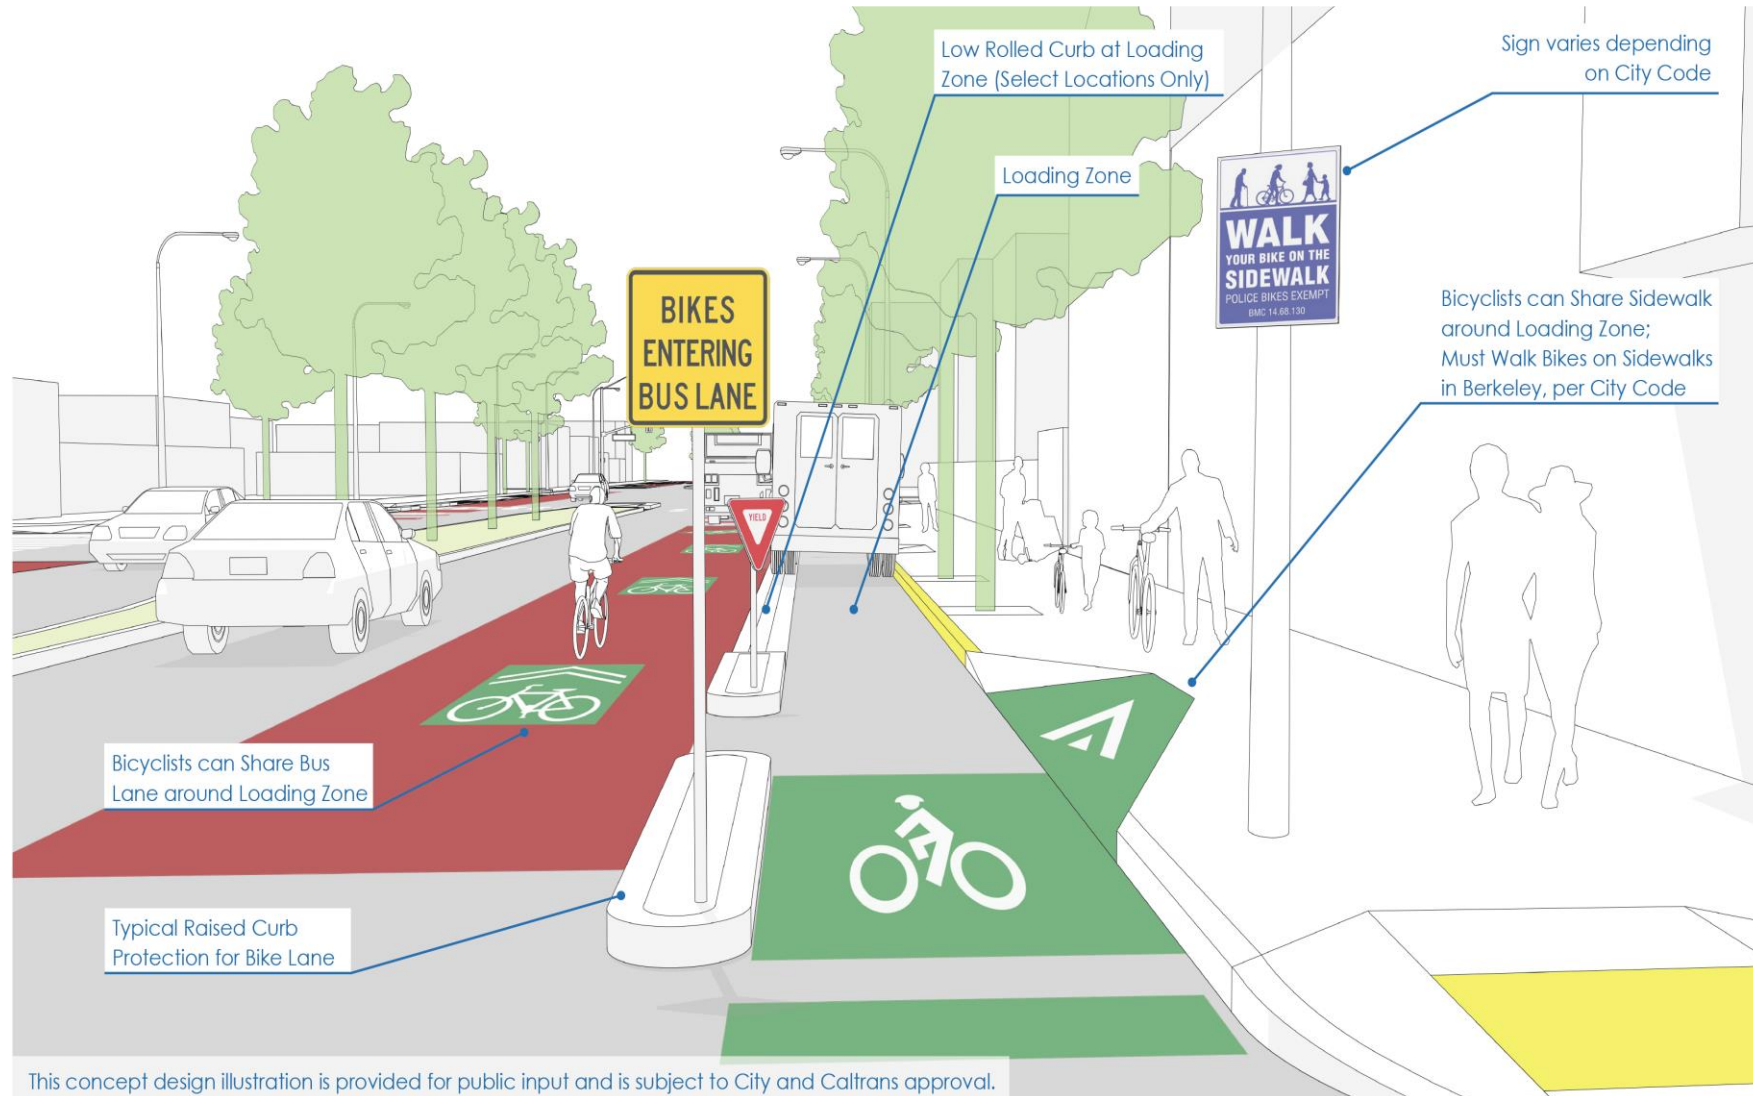 Low Rolled Curb at Loading
Zone (Select Locations Only)
Sign varies depending
on City Code
Loading Zone
WALK
YOUR BIKE ON THE
SIDEWALK
POLICE BIKES EXEMPT
BMC 14.68.130
BIKES
ENTERING
BUS LANE
Bicyclists can Share Sidewalk
around Loading Zone;
Must Walk Bikes on Sidewalks
in Berkeley, per City Code
YIELD
Bicyclists can Share Bus
Lane around Loading Zone
Typical Raised Curb
Protection for Bike Lane
This concept design illustration is provided for public input and is subject to City and Caltrans approval.